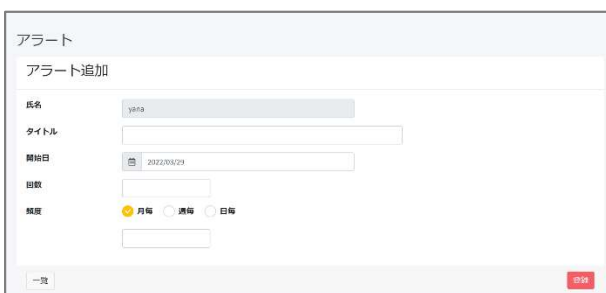 アラート
アラート追加
氏名 yana
タイトル
開始日 2022/03/29
回数
頻度 月毎 週毎 日毎
一覧 登録